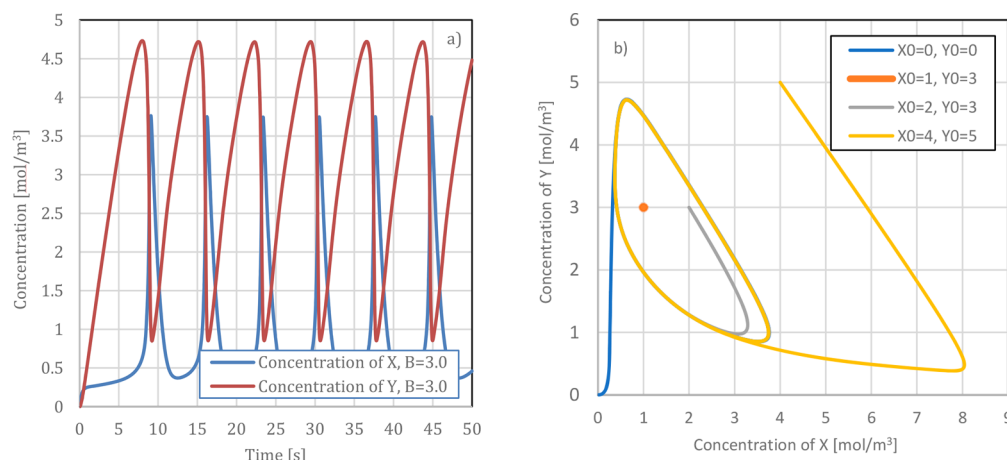 5
4.5
4
3.5
3
2.5
2
1.5
1
0.5
0
Concentration [mol/m³]
a)
Concentration of X, B=3.0
Concentration of Y, B=3.0
0 5 10 15 20 25 30 35 40 45 50
Time [s]
6
5
4
3
2
1
0
Concentration of Y [mol/m³]
b)
X0=0, Y0=0
X0=1, Y0=3
X0=2, Y0=3
X0=4, Y0=5
0 1 2 3 4 5 6 7 8 9
Concentration of X [mol/m³]